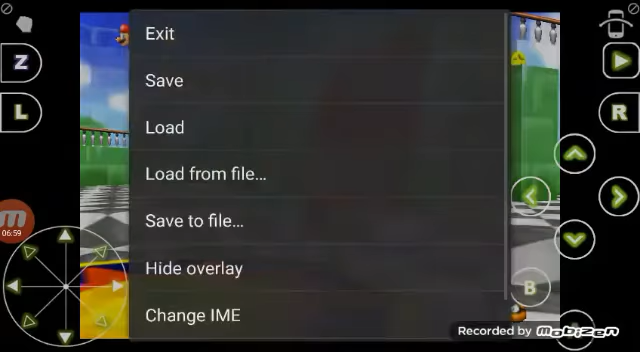 Exit
Z
Save
L
R
Load
Load from file...
Save to file...
06:59
Hide overlay
B
Change IME
Recorded by MOBIZEN